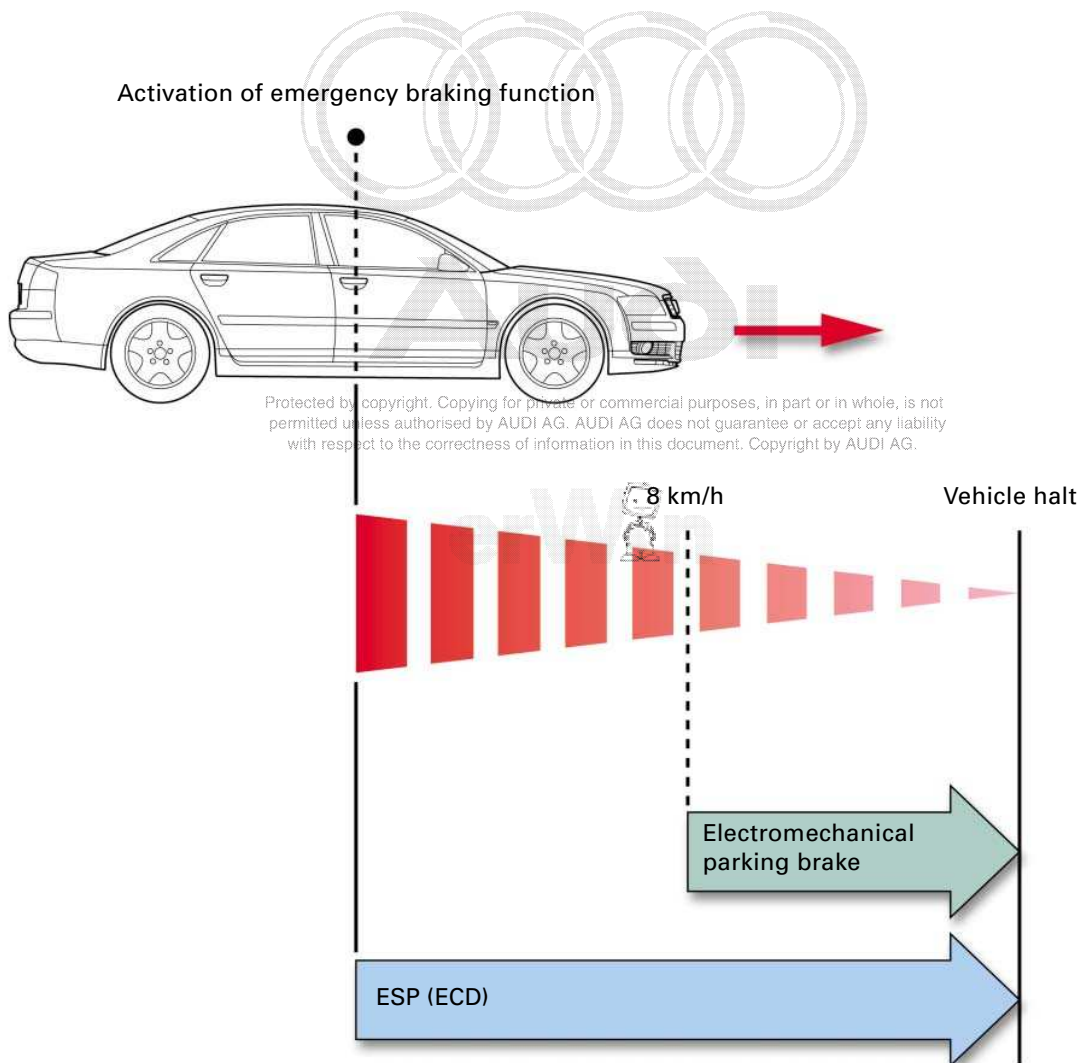 Activation of emergency braking function
Audi
Protected by copyright. Copying for private or commercial purposes, in part or in whole, is not
permitted unless authorised by AUDI AG. AUDI AG does not guarantee or accept any liability
with respect to the correctness of information in this document. Copyright by AUDI AG.
8 km/h
Vehicle halt
erWin
Electromechanical
parking brake
ESP (ECD)